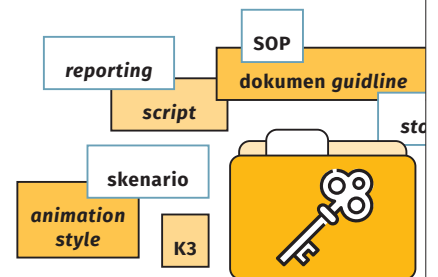 SOP
reporting
dokumen guidline
script
skenario
animation
style
K3